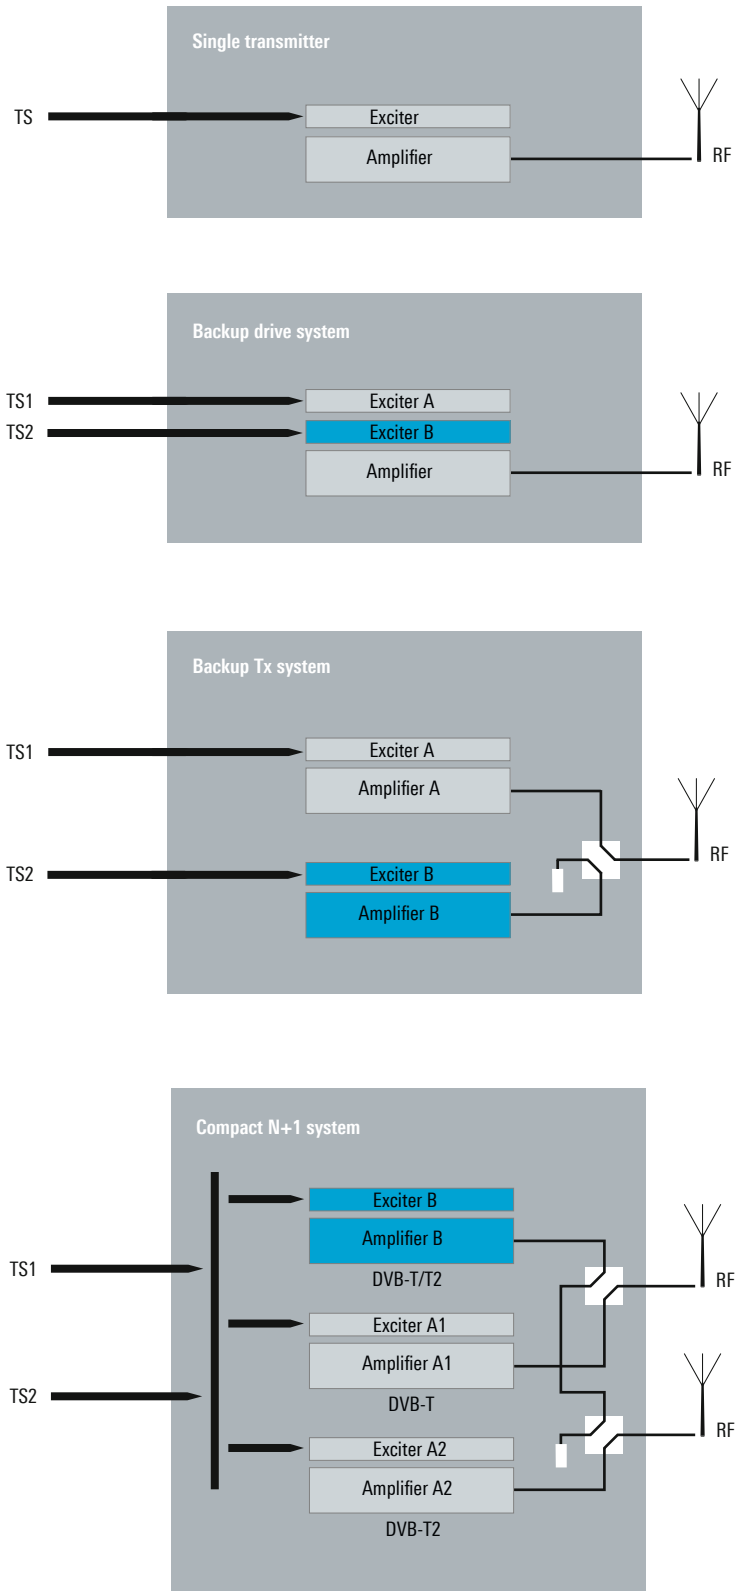 Single transmitter
TS
Exciter
Amplifier
RF
Backup drive system
TS1
Exciter A
TS2
Exciter B
Amplifier
RF
Backup Tx system
TS1
Exciter A
Amplifier A
RF
TS2
Exciter B
Amplifier B
Compact N+1 system
Exciter B
Amplifier B
TS1
DVB-T/T2
RF
Exciter A1
Amplifier A1
TS2
DVB-T
RF
Exciter A2
Amplifier A2
DVB-T2